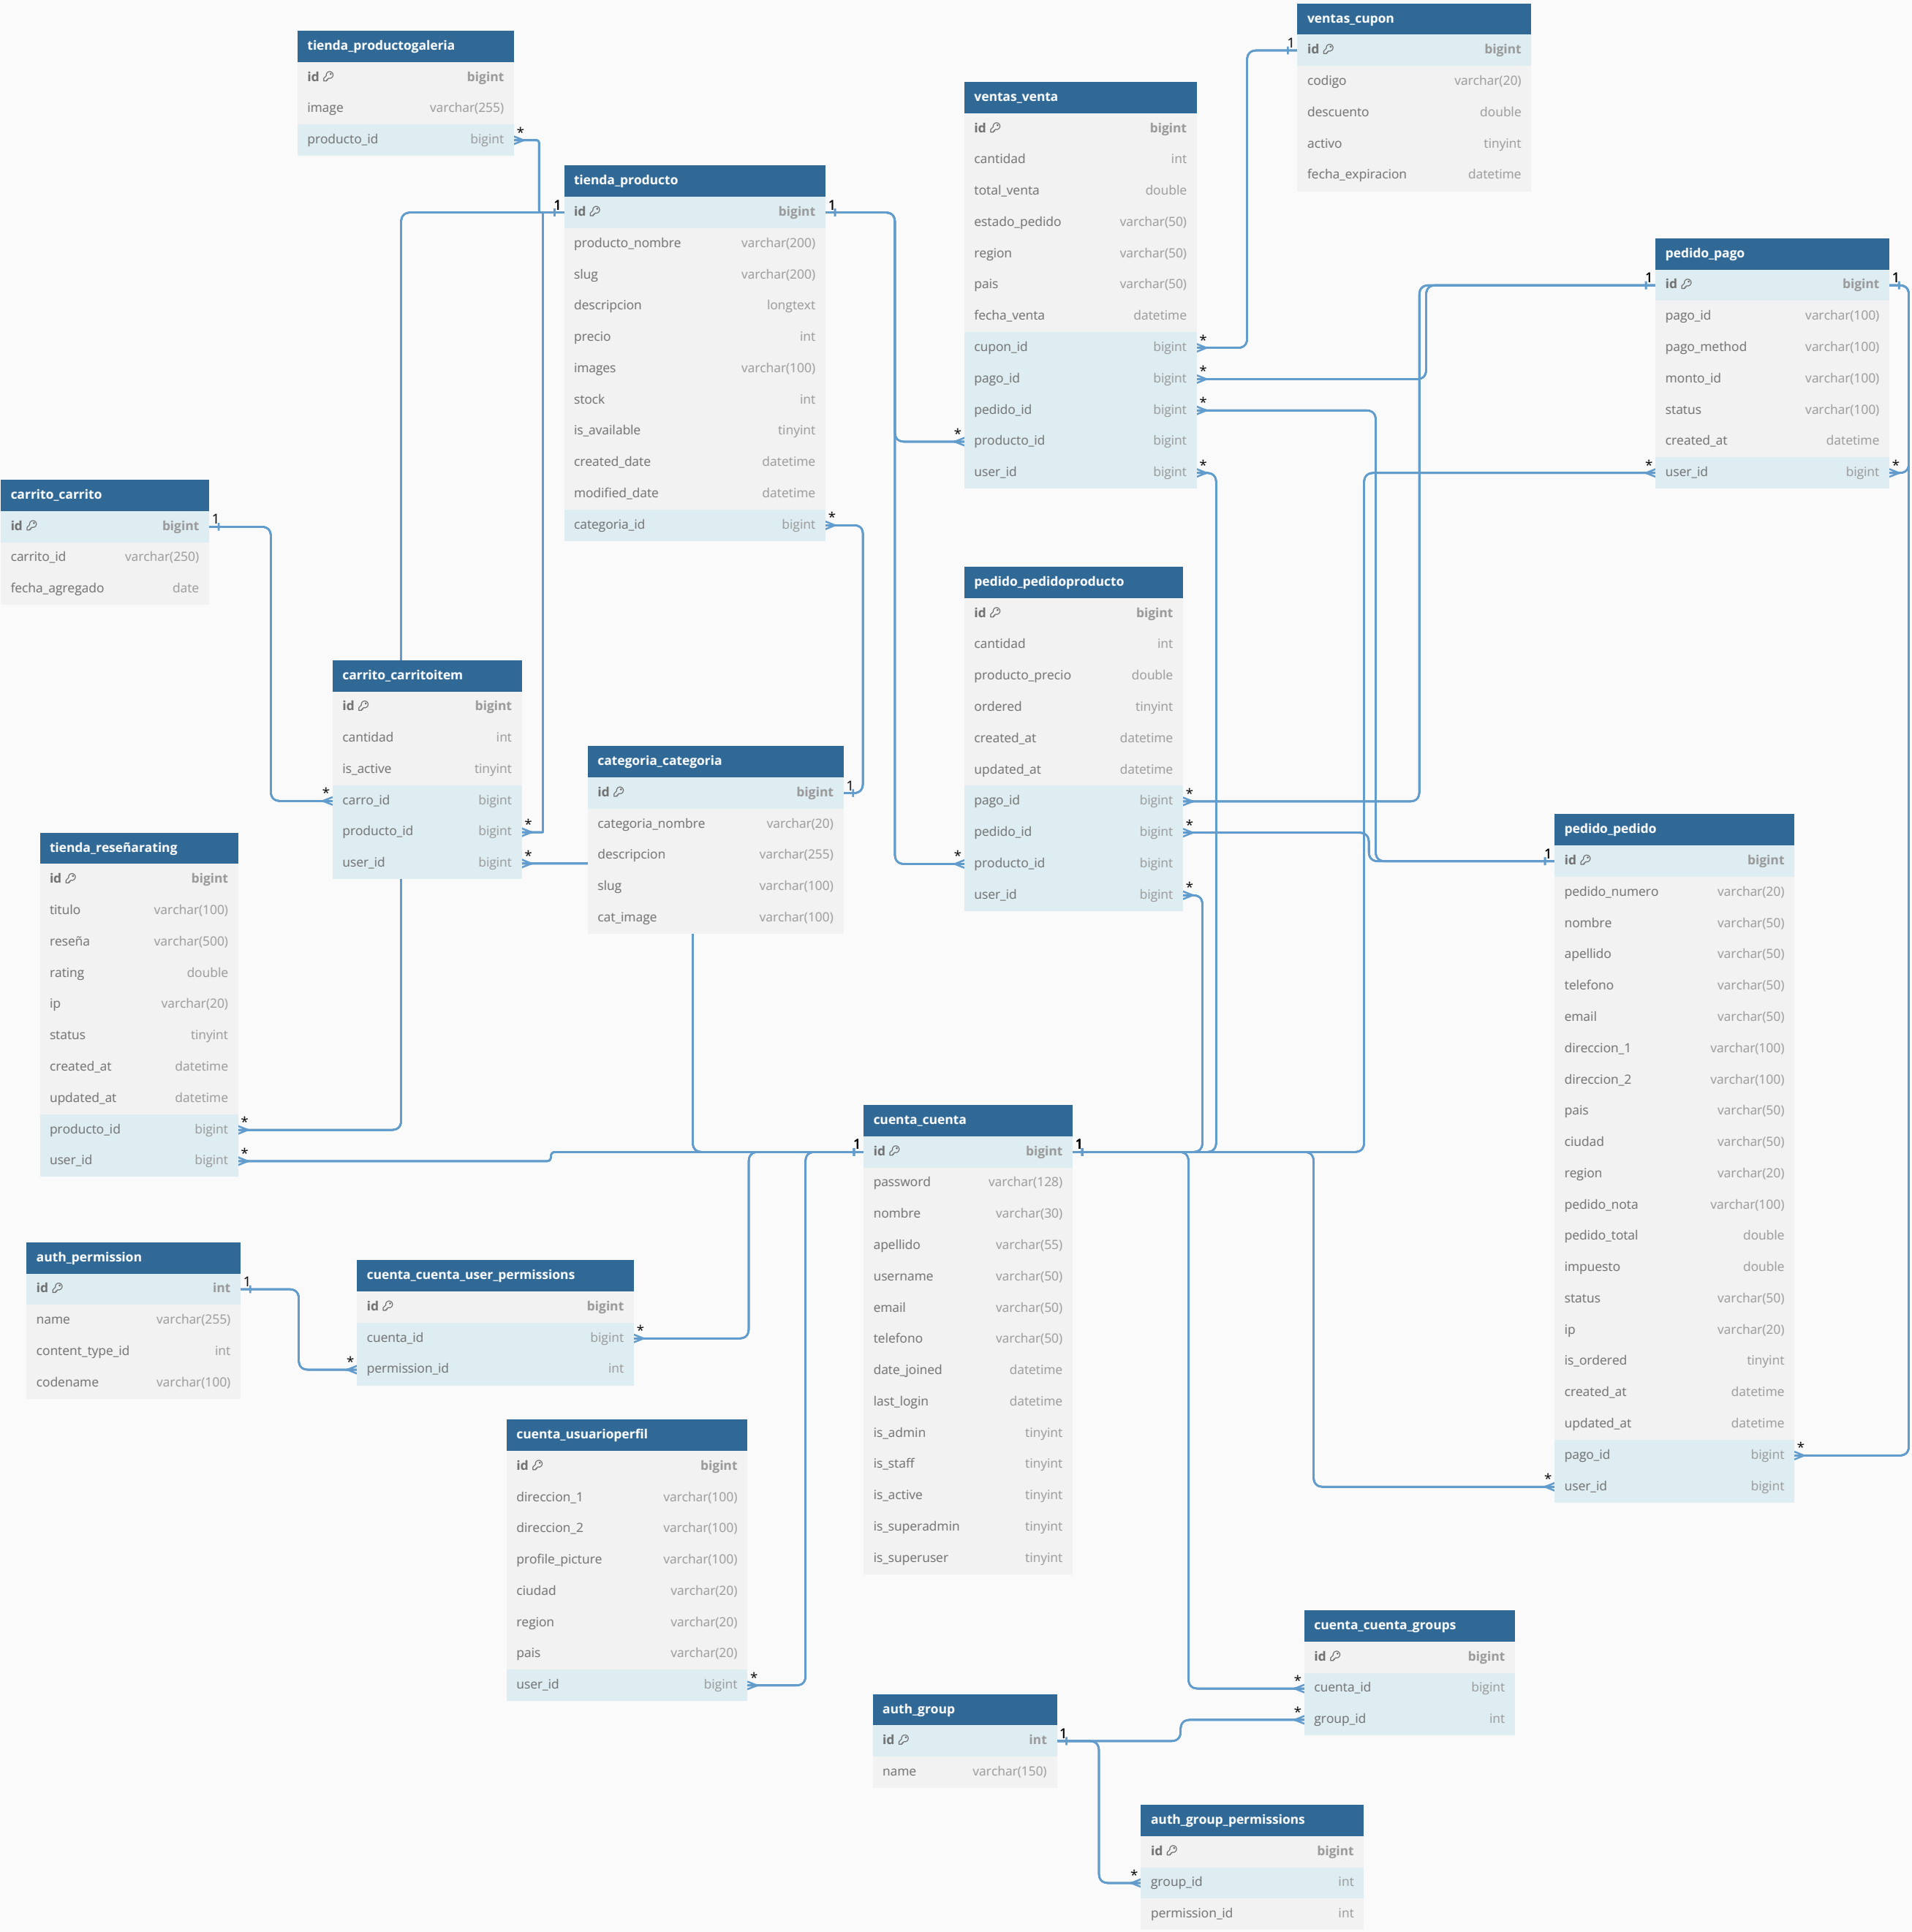 ventas_cupon
id bigint
codigo varchar(20)
descuento double
activo tinyint
fecha_expiracion datetime
tienda_productogaleria
id bigint
image varchar(255)
producto_id bigint
ventas_venta
id bigint
cantidad int
total_venta double
estado_pedido varchar(50)
region varchar(50)
pais varchar(50)
fecha_venta datetime
cupon_id bigint
pago_id bigint
pedido_id bigint
producto_id bigint
user_id bigint
tienda_producto
id bigint
producto_nombre varchar(200)
slug varchar(200)
descripcion longtext
precio int
images varchar(100)
stock int
is_available tinyint
created_date datetime
modified_date datetime
categoria_id bigint
pedido_pago
id bigint
pago_id varchar(100)
pago_method varchar(100)
monto_id varchar(100)
status varchar(100)
created_at datetime
user_id bigint
carrito_carrito
id bigint
carrito_id varchar(250)
fecha_agregado date
pedido_pedidoproducto
id bigint
cantidad int
producto_precio double
ordered tinyint
created_at datetime
updated_at datetime
pago_id bigint
pedido_id bigint
producto_id bigint
user_id bigint
carrito_carritoitem
id bigint
cantidad int
is_active tinyint
carro_id bigint
producto_id bigint
user_id bigint
categoria_categoria
id bigint
categoria_nombre varchar(20)
descripcion varchar(255)
slug varchar(100)
cat_image varchar(100)
pedido_pedido
id bigint
pedido_numero varchar(20)
nombre varchar(50)
apellido varchar(50)
telefono varchar(50)
email varchar(50)
direccion_1 varchar(100)
direccion_2 varchar(100)
pais varchar(50)
ciudad varchar(50)
region varchar(20)
pedido_nota varchar(100)
pedido_total double
impuesto double
status varchar(50)
ip varchar(20)
is_ordered tinyint
created_at datetime
updated_at datetime
pago_id bigint
user_id bigint
tienda_reseñarating
id bigint
titulo varchar(100)
reseña varchar(500)
rating double
ip varchar(20)
status tinyint
created_at datetime
updated_at datetime
producto_id bigint
user_id bigint
cuenta_cuenta
id bigint
password varchar(128)
nombre varchar(30)
apellido varchar(55)
username varchar(50)
email varchar(50)
telefono varchar(50)
date_joined datetime
last_login datetime
is_admin tinyint
is_staff tinyint
is_active tinyint
is_superadmin tinyint
is_superuser tinyint
auth_permission
id int
name varchar(255)
content_type_id int
codename varchar(100)
cuenta_cuenta_user_permissions
id bigint
cuenta_id bigint
permission_id int
cuenta_usuarioperfil
id bigint
direccion_1 varchar(100)
direccion_2 varchar(100)
profile_picture varchar(100)
ciudad varchar(20)
region varchar(20)
pais varchar(20)
user_id bigint
cuenta_cuenta_groups
id bigint
cuenta_id bigint
group_id int
auth_group
id int
name varchar(150)
auth_group_permissions
id bigint
group_id int
permission_id int